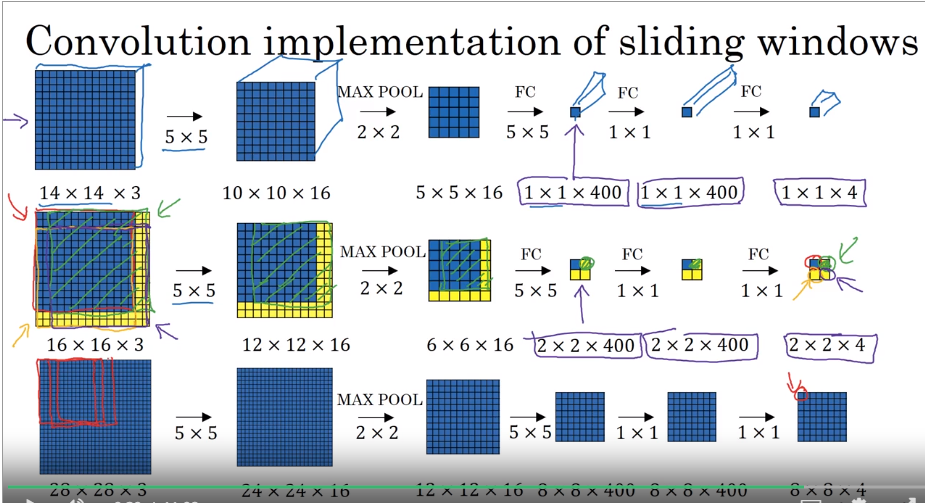 Convolution implementation of sliding windows
MAX POOL FC FC FC
5 × 5 2 × 2 5 × 5 1 × 1 1 × 1
14 × 14 × 3 10 × 10 × 16 5 × 5 × 16 1 × 1 × 400 1 × 1 × 400 1 × 1 × 4
MAX POOL FC FC FC
5 × 5 2 × 2 5 × 5 1 × 1 1 × 1
16 × 16 × 3 12 × 12 × 16 6 × 6 × 16 2 × 2 × 400 2 × 2 × 400 2 × 2 × 4
MAX POOL
5 × 5 2 × 2 5 × 5 1 × 1 1 × 1
28 × 28 × 3 24 × 24 × 16 12 × 12 × 16 8 × 8 × 400 8 × 8 × 400 8 × 8 × 4